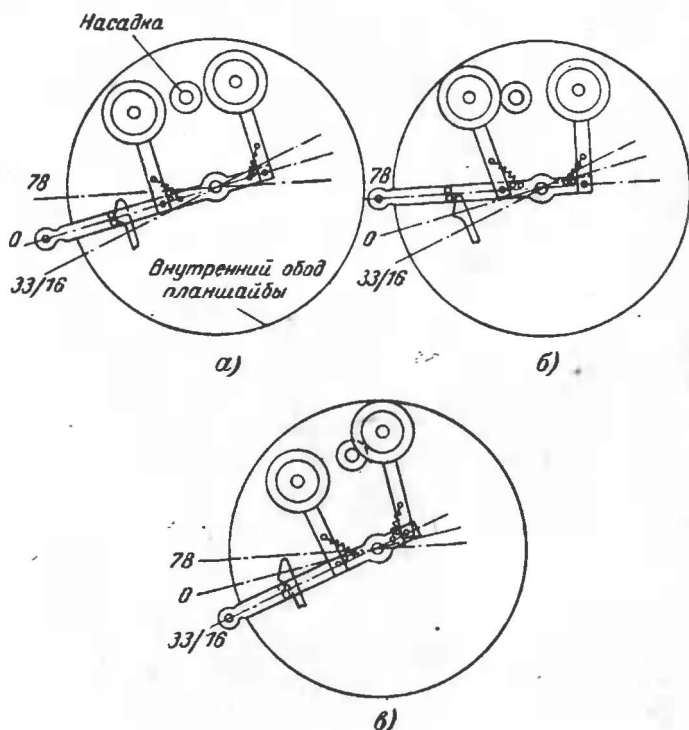 Насадка
78
0
33/16
Внутренний обод
планшайбы
а)
78
0
33/16
б)
78
0
33/16
в)